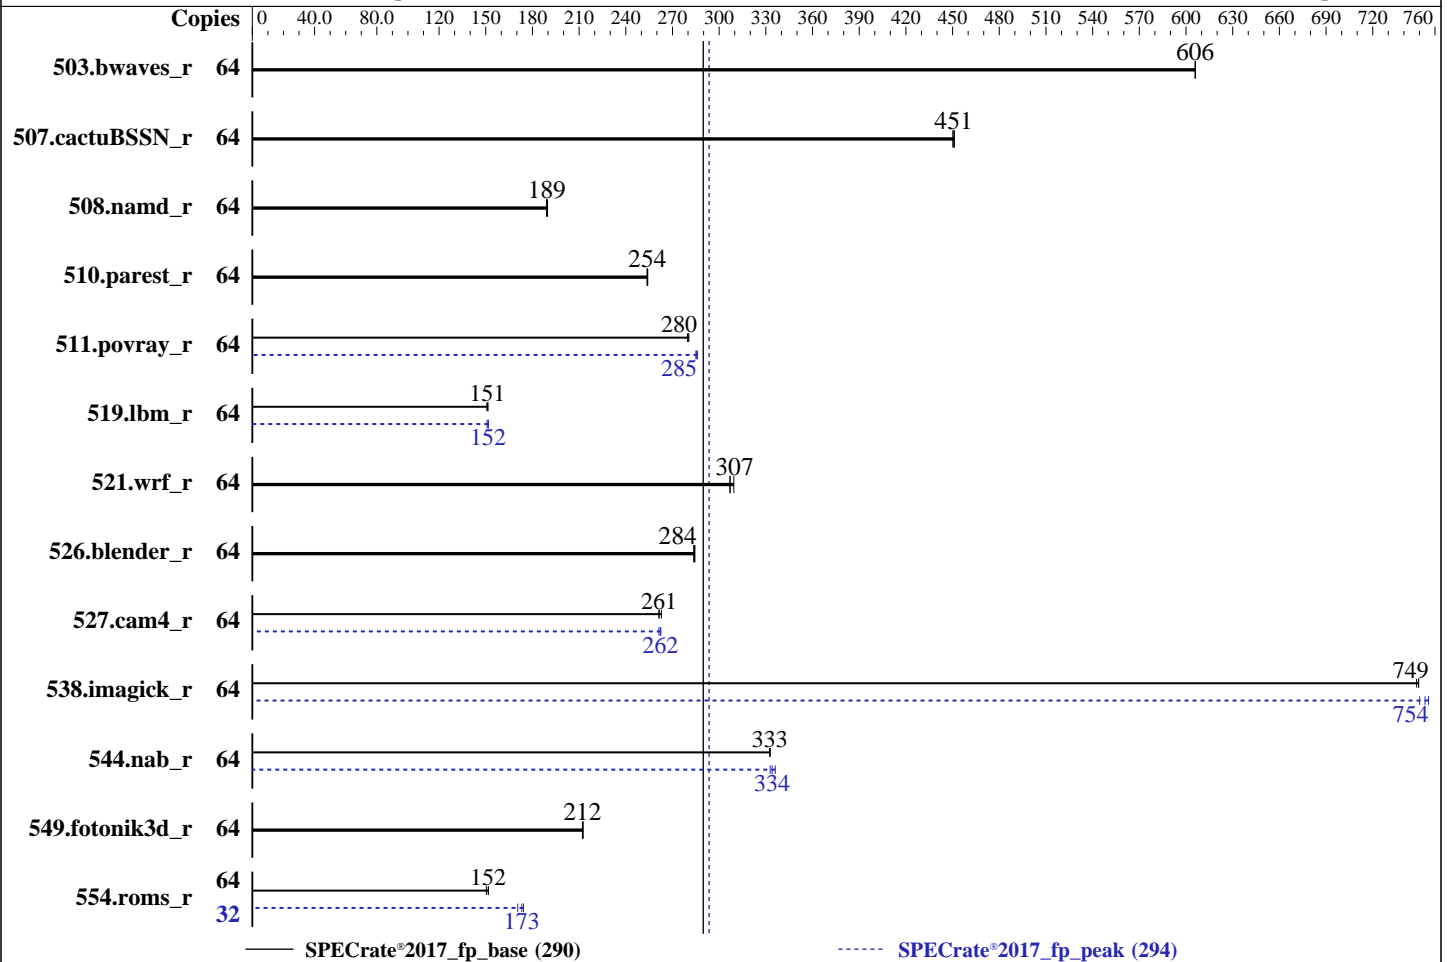 Copies 0 40.0 80.0 120 150 180 210 240 270 300 330 360 390 420 450 480 510 540 570 600 630 660 690 720 760
503.bwaves_r 64 606
507.cactuBSSN_r 64 451
508.namd_r 64 189
510.parest_r 64 254
511.povray_r 64 280
285
519.lbm_r 64 151
152
521.wrf_r 64 307
526.blender_r 64 284
527.cam4_r 64 261
262
538.imagick_r 64 749
754
544.nab_r 64 333
334
549.fotonik3d_r 64 212
554.roms_r 64 152
32 173
SPECrate®2017_fp_base (290) SPECrate®2017_fp_peak (294)